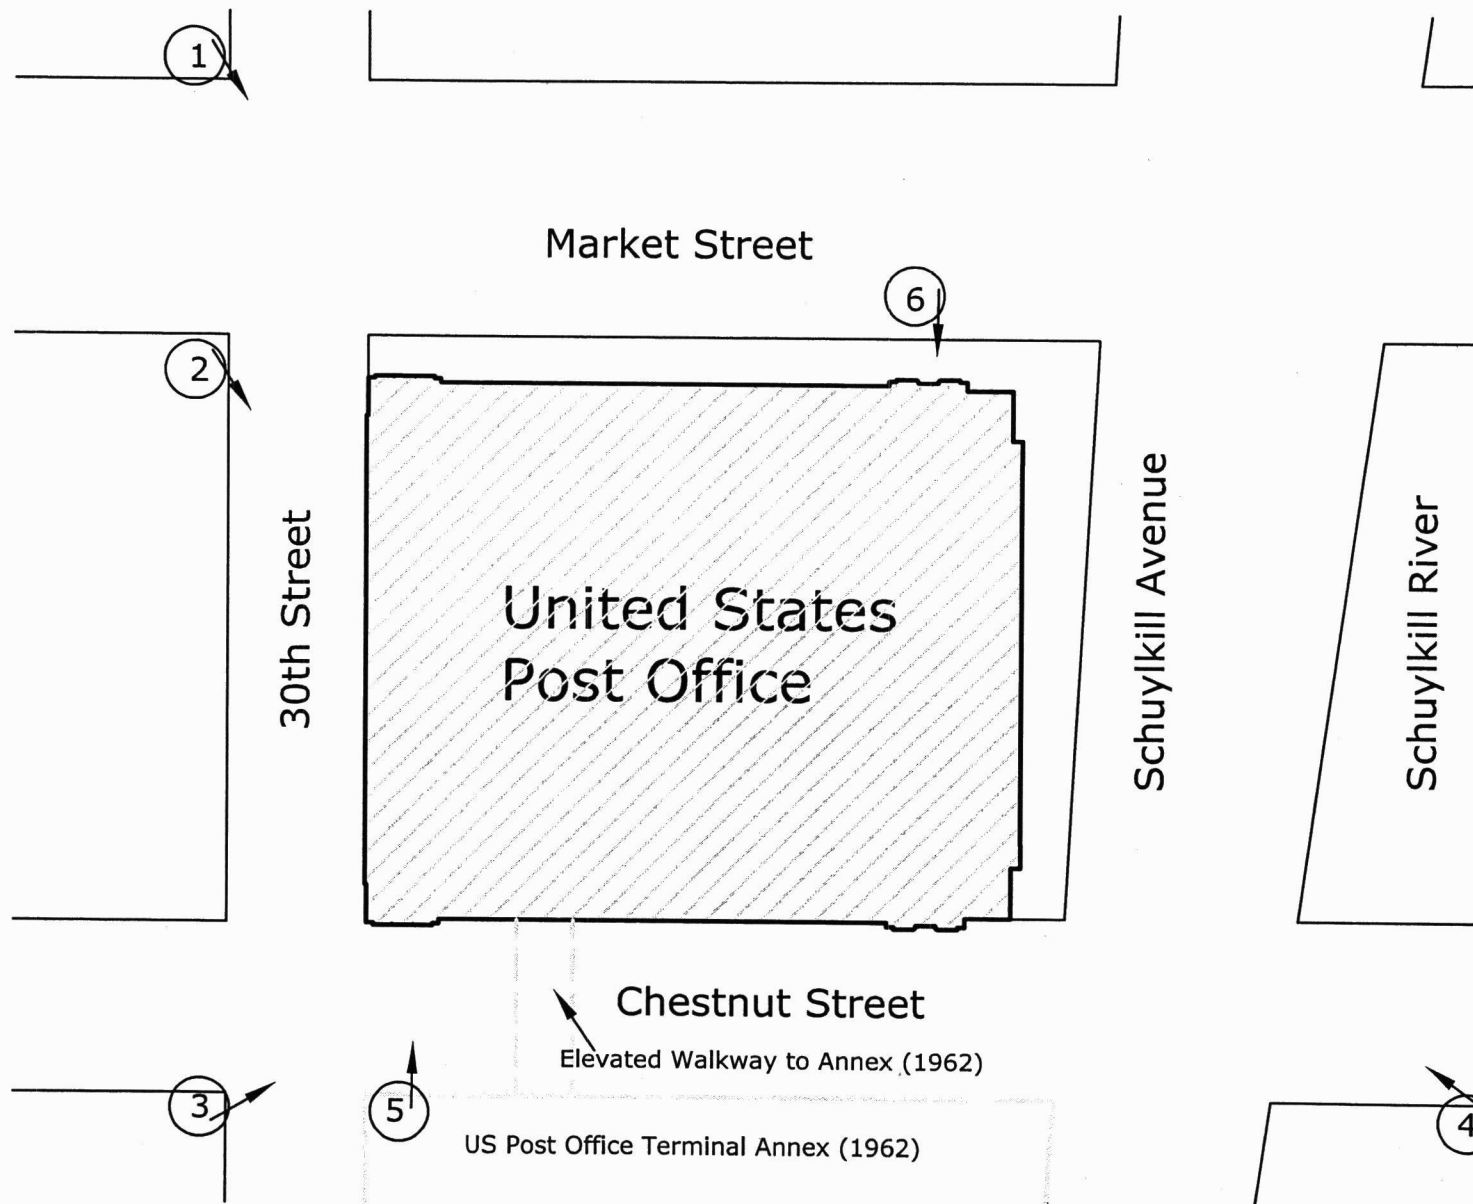 1
Market Street
6
2
30th Street
United States
Post Office
Schuylkill Avenue
Schuylkill River
Chestnut Street
Elevated Walkway to Annex (1962)
3
5
4
US Post Office Terminal Annex (1962)